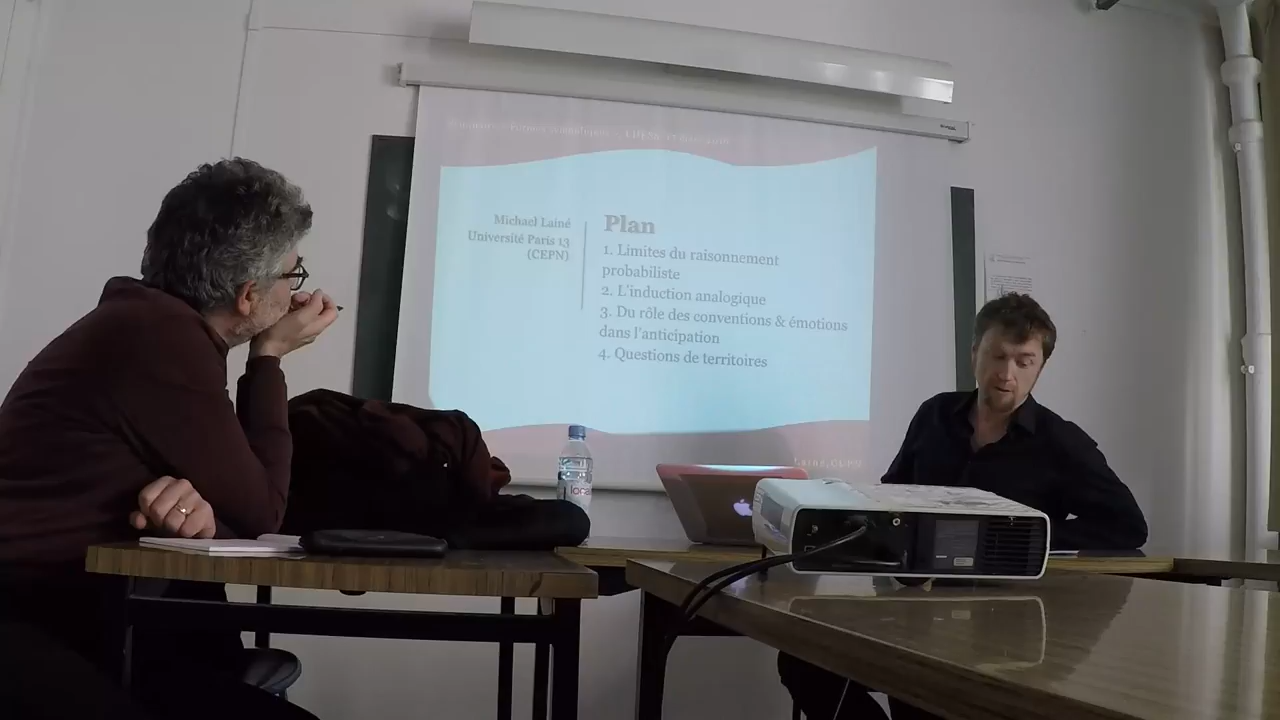 Michael Lainé
Université Paris 13
(CEPN)
Plan
1. Limites du raisonnement
probabiliste
2. L'induction analogique
3. Du rôle des conventions & émotions
dans l'anticipation
4. Questions de territoires